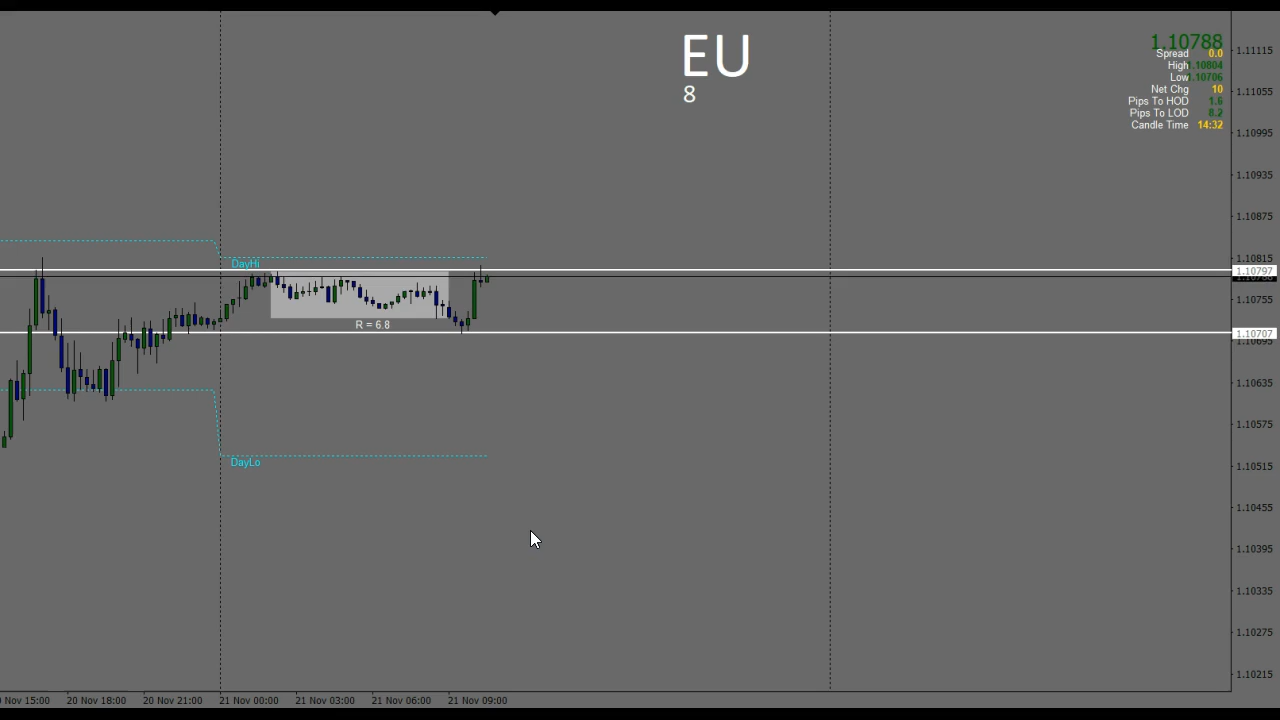 EU
8
1.10788
Spread 0.0
High 1.10804
Low 1.10706
Net Chg 10
Pips To HOD 1.6
Pips To LOD 8.2
Candle Time 14:32
1.11115
1.11055
1.10995
1.10935
1.10875
1.10815
1.10797
1.10755
1.10707
1.10695
1.10635
1.10575
1.10515
1.10455
1.10395
1.10335
1.10275
1.10215
DayHi
R = 6.8
DayLo
Nov 15:00 20 Nov 18:00 20 Nov 21:00 21 Nov 00:00 21 Nov 03:00 21 Nov 06:00 21 Nov 09:00